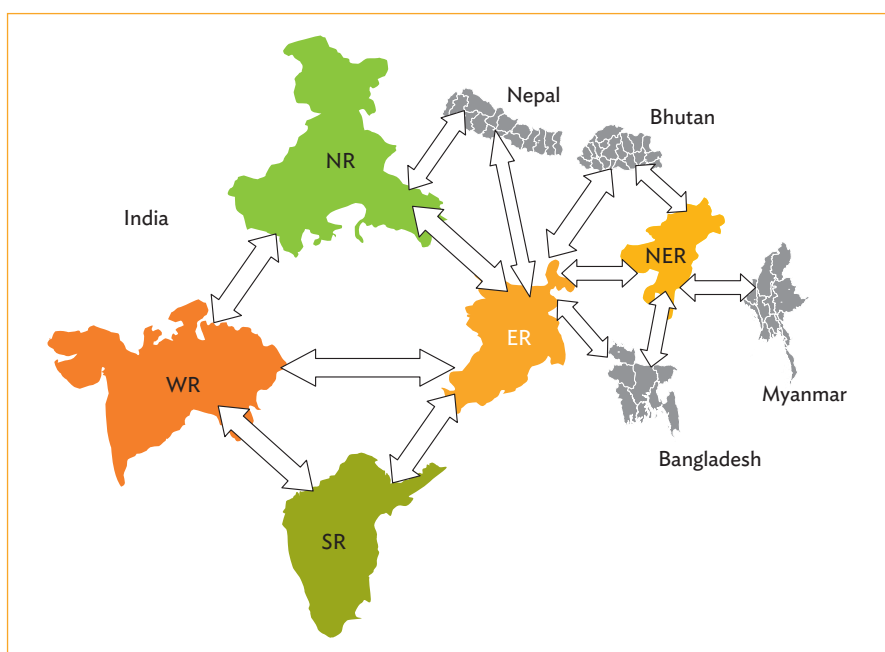 Nepal
Bhutan
NR
India
NER
ER
WR
Myanmar
Bangladesh
SR